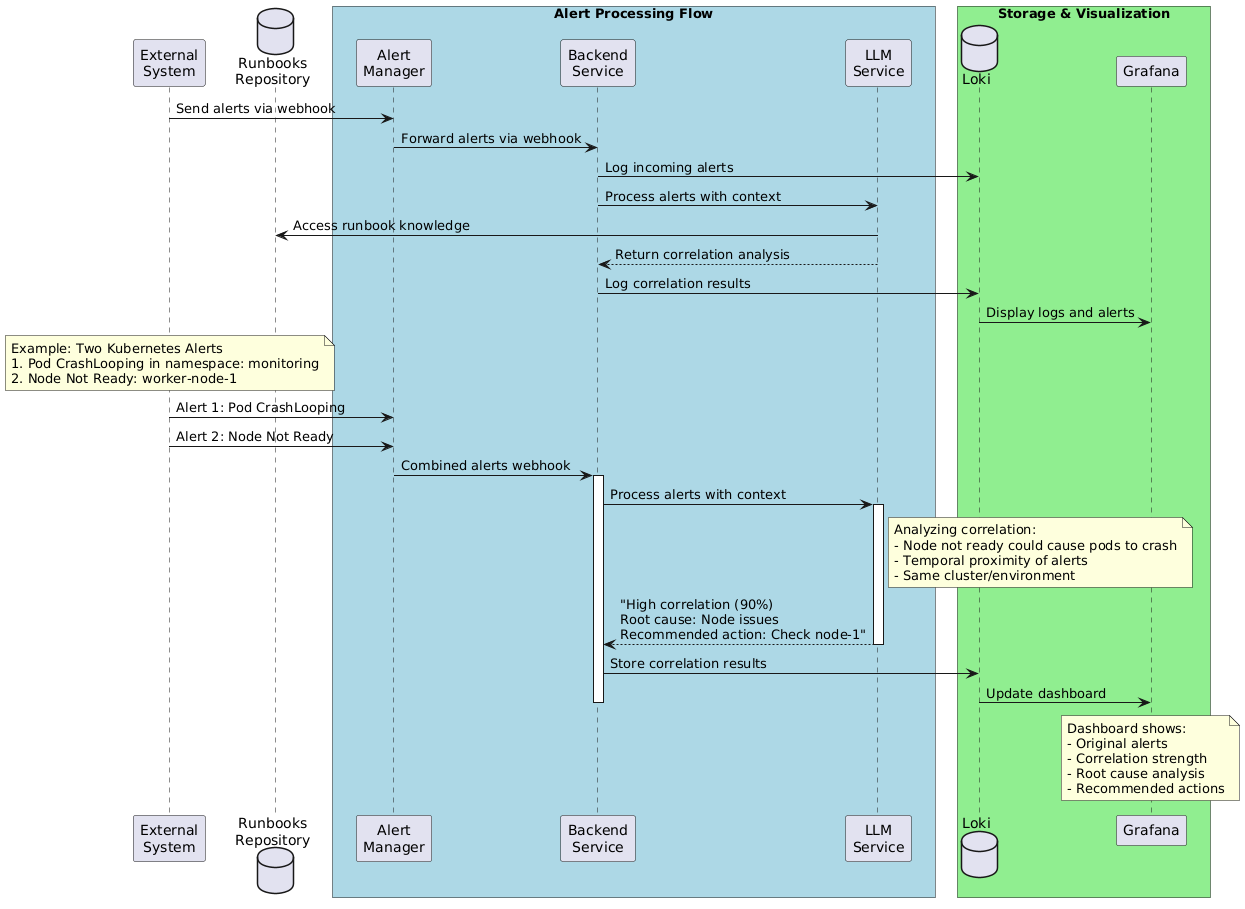 Alert Processing Flow
Storage & Visualization
External
System
Runbooks
Repository
Alert
Manager
Backend
Service
LLM
Service
Loki
Grafana
Send alerts via webhook
Forward alerts via webhook
Log incoming alerts
Process alerts with context
Access runbook knowledge
Return correlation analysis
Log correlation results
Display logs and alerts
Example: Two Kubernetes Alerts
1. Pod CrashLooping in namespace: monitoring
2. Node Not Ready: worker-node-1
Alert 1: Pod CrashLooping
Alert 2: Node Not Ready
Combined alerts webhook
Process alerts with context
Analyzing correlation:
- Node not ready could cause pods to crash
- Temporal proximity of alerts
- Same cluster/environment
"High correlation (90%)
Root cause: Node issues
Recommended action: Check node-1"
Store correlation results
Update dashboard
Dashboard shows:
- Original alerts
- Correlation strength
- Root cause analysis
- Recommended actions
External
System
Runbooks
Repository
Alert
Manager
Backend
Service
LLM
Service
Loki
Grafana